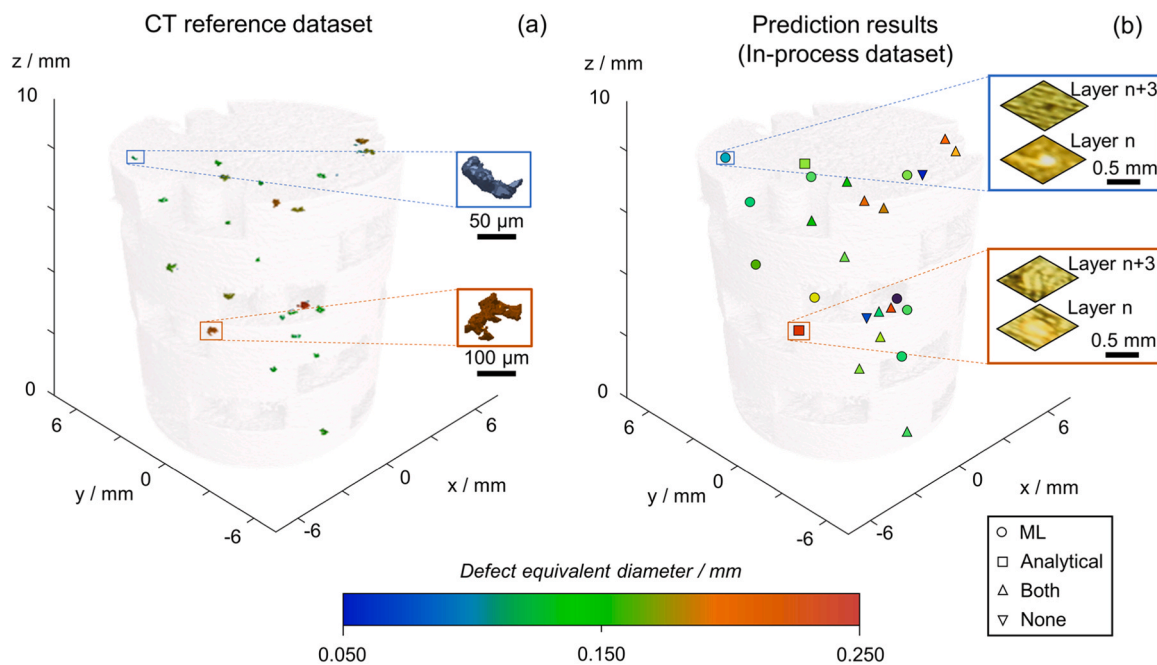 CT reference dataset
(a)
z / mm
10
5
0
50 µm
100 µm
6
0
-6
y / mm
6
0
-6
x / mm
Prediction results
(In-process dataset)
(b)
z / mm
10
5
0
Layer n+3
Layer n
0.5 mm
Layer n+3
Layer n
0.5 mm
6
0
-6
y / mm
6
0
-6
x / mm
ML
Analytical
Both
None
Defect equivalent diameter / mm
0.050
0.150
0.250